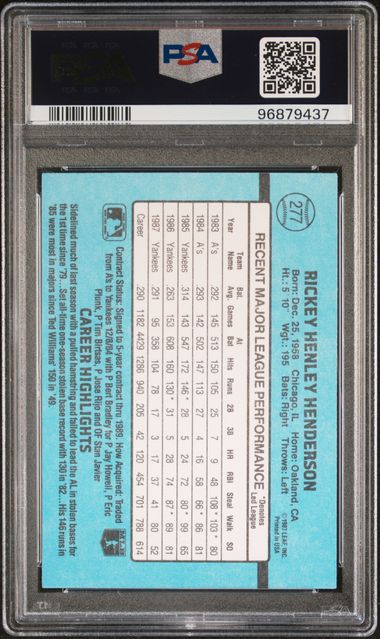 PSA
96879437
277
RICKEY HENLEY HENDERSON
Born: Dec. 25, 1958 Chicago, IL Home: Oakland, CA
Ht.: 5 10 Wgt.: 195 Bats: Right Throws: Left
© 1987 LEAF, INC.
Printed in USA
RECENT MAJOR LEAGUE PERFORMANCE
*Denotes
Led League
Team Bat. At
Year Name Avg. Games Bat Hits Runs 2B 3B HR RBI Steal Walk SO
1983 A's 292 145 513 150 105 25 7 9 48 108 * 103 * 80
1984 A's 293 142 502 147 113 27 4 16 58 66 * 86 81
1985 Yankees 314 143 547 172 146 * 28 5 24 72 80 * 99 65
1986 Yankees 263 153 608 160 130 * 31 5 28 74 87 * 89 81
1987 Yankees 291 95 358 104 78 17 3 17 37 41 80 52
Career 290 1182 1286 940 206 42 120 454 701 788 614
Contract Status: Signed to 5-year contract thru 1989. How Acquired: Traded
from A's to Yankees 12/8/84 with P Bert Bradley for P Jay Howell, P Eric
Plunk, P Tim Birtsas, P Jose Rijo and OF Stan Javier
CAREER HIGHLIGHTS
Sidelined much of last season with a pulled hamstring and failed to lead the AL in stolen bases for
the 1st time since '79 ... Set all-time one-season stolen base record with 130 in '82 ... His 146 runs in
'85 were most in majors since Ted Williams' 150 in '49.